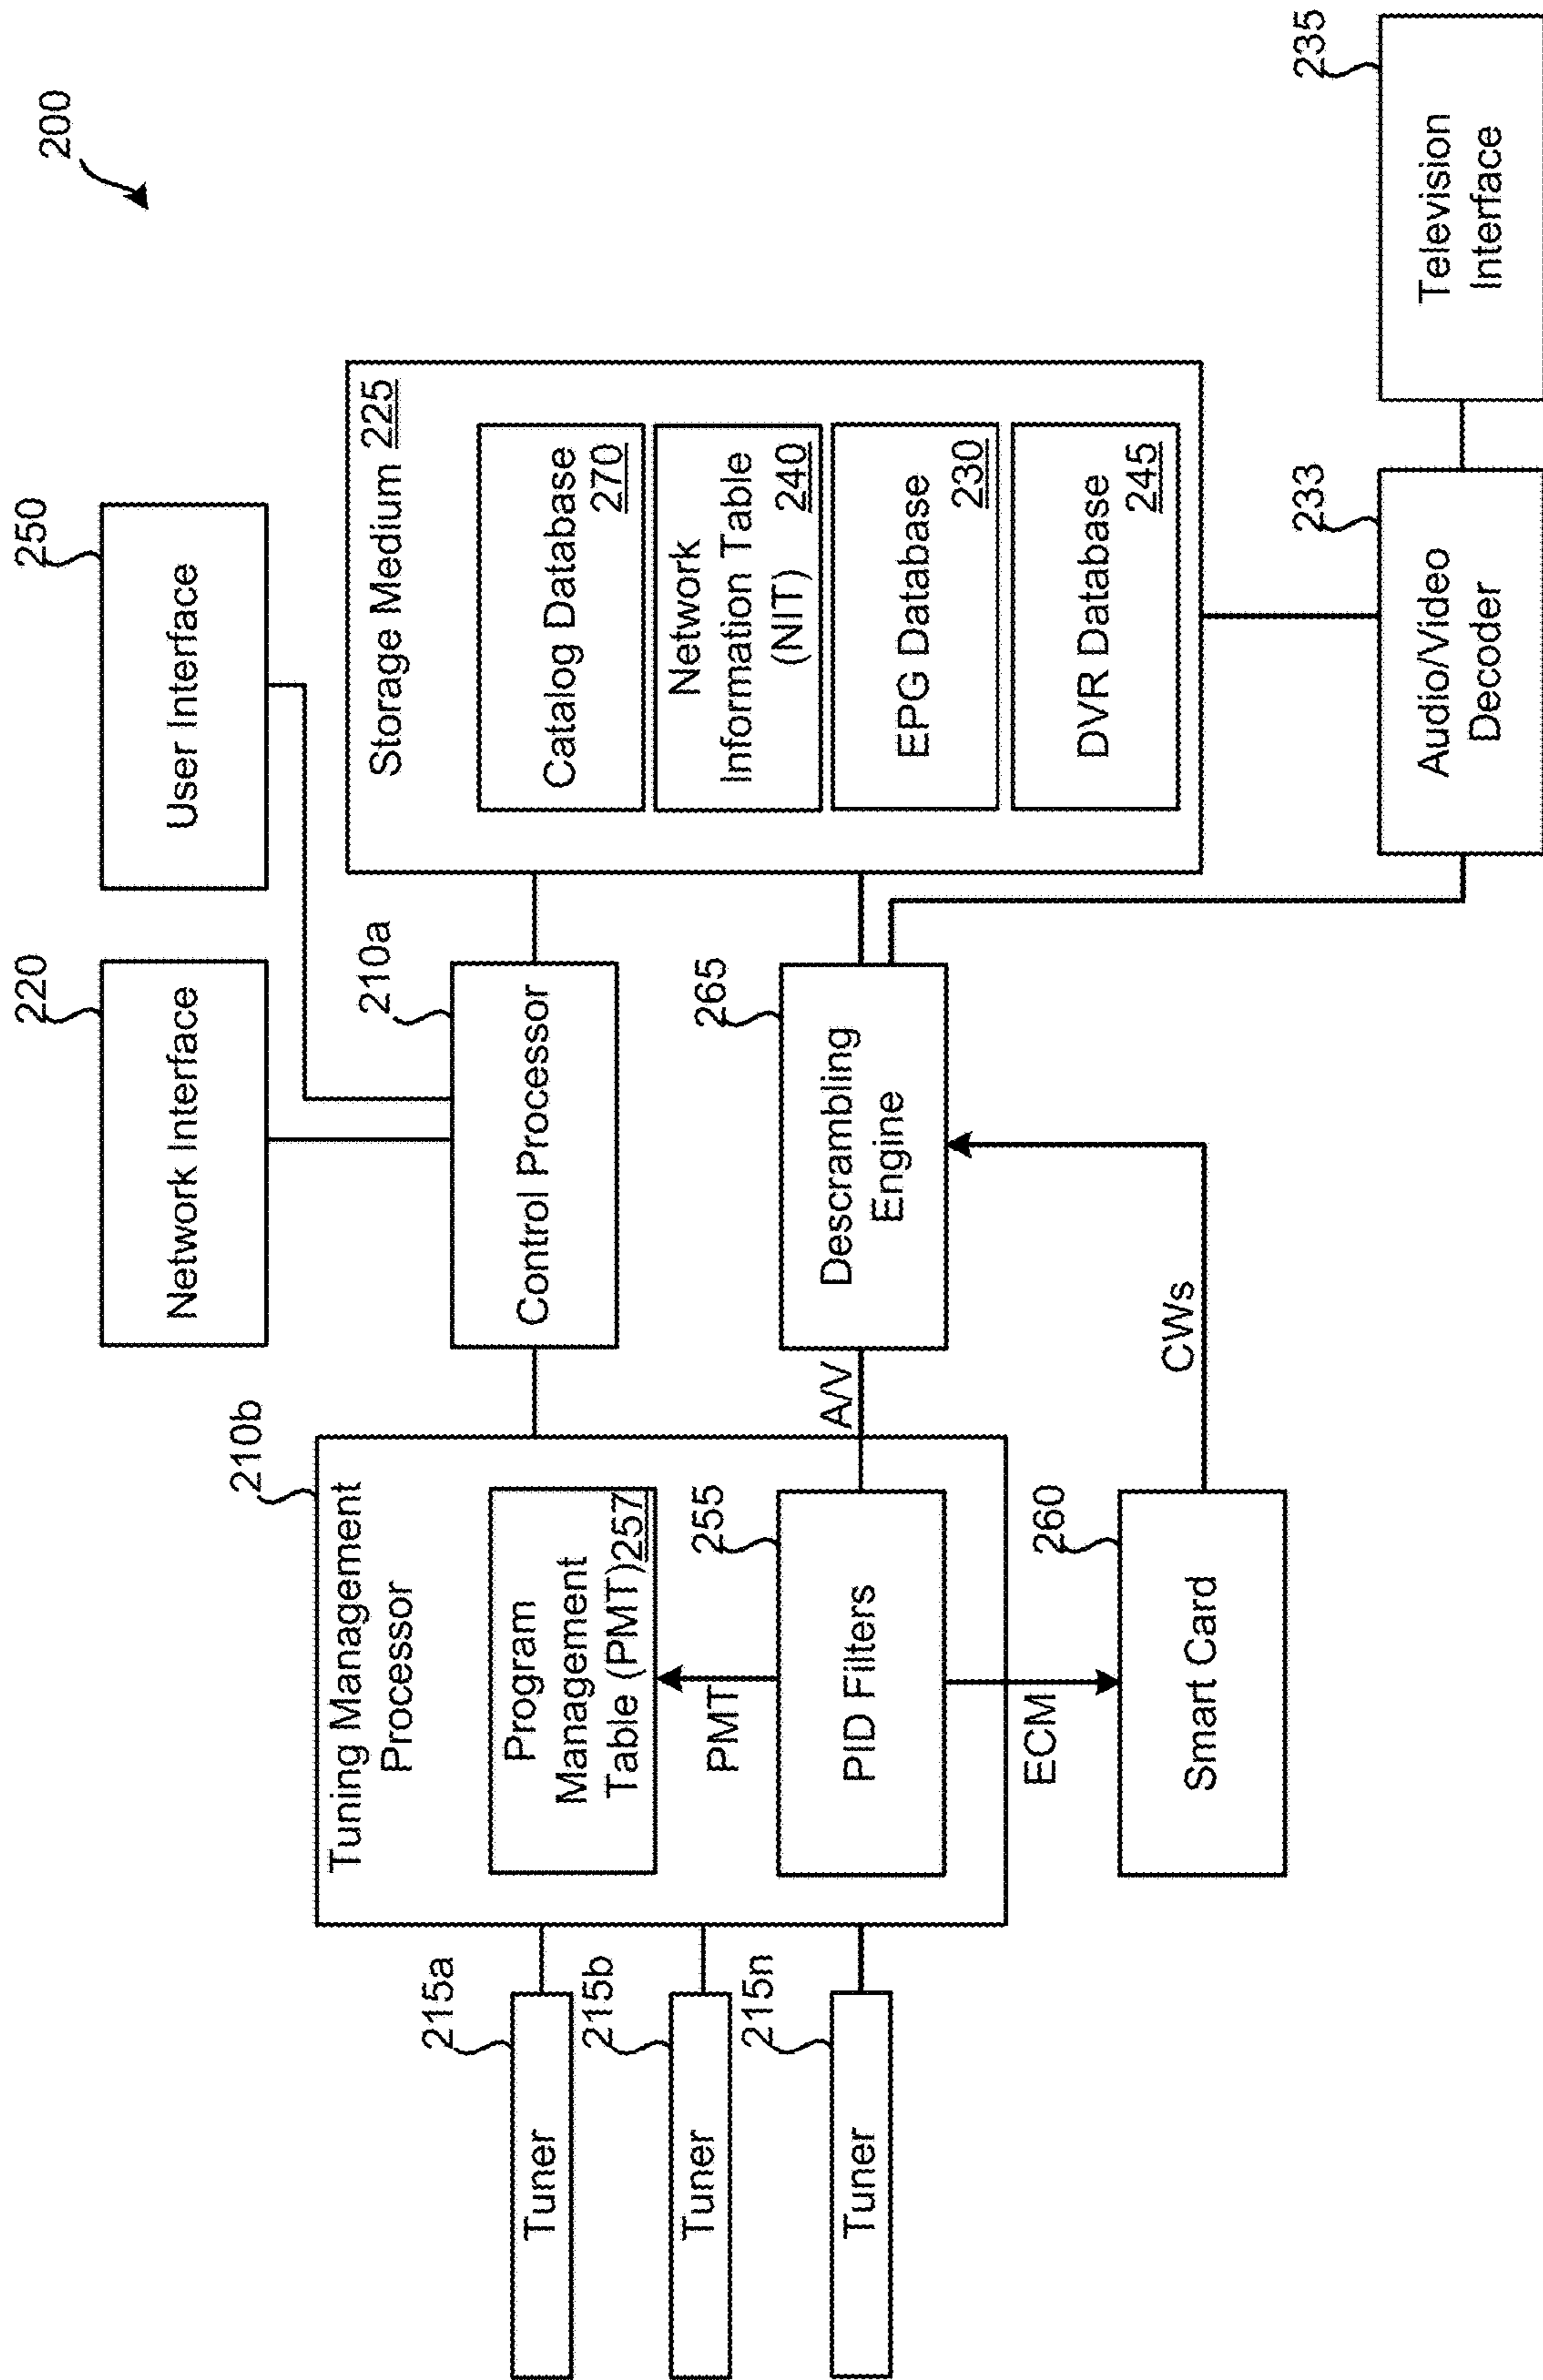 200
220
Network Interface
250
User Interface
210b
Tuning Management
Processor
Program
Management
Table (PMT)257
PMT
255
PID Filters
ECM
A/V
215a
Tuner
215b
Tuner
215n
Tuner
210a
Control Processor
265
Descrambling
Engine
260
Smart Card
CWs
Storage Medium 225
Catalog Database
270
Network
Information Table
(NIT) 240
EPG Database
230
DVR Database
245
233
Audio/Video
Decoder
235
Television
Interface